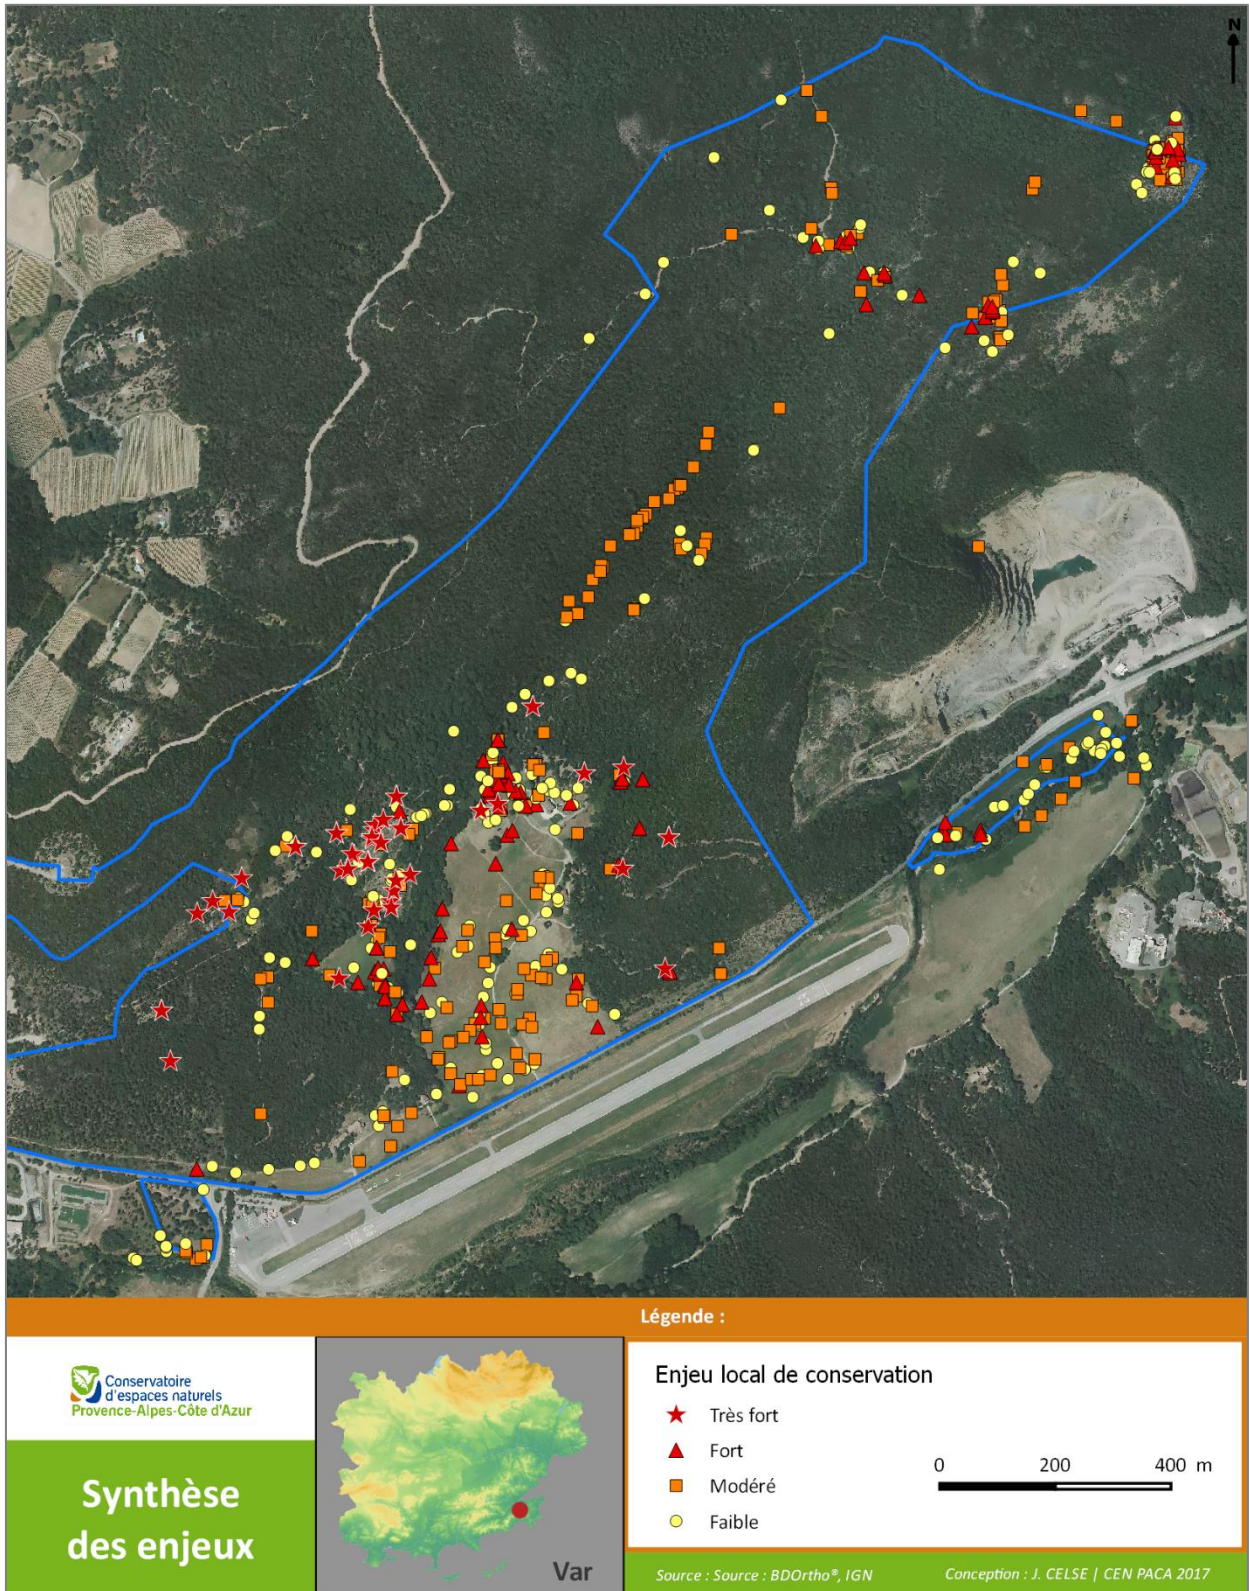 N
Légende :
Conservatoire
d'espaces naturels
Provence-Alpes-Côte d'Azur
Synthèse
des enjeux
Var
Enjeu local de conservation
Très fort
Fort
Modéré
Faible
0 200 400 m
Source : Source : BDOrtho®, IGN
Conception : J. CELSE | CEN PACA 2017